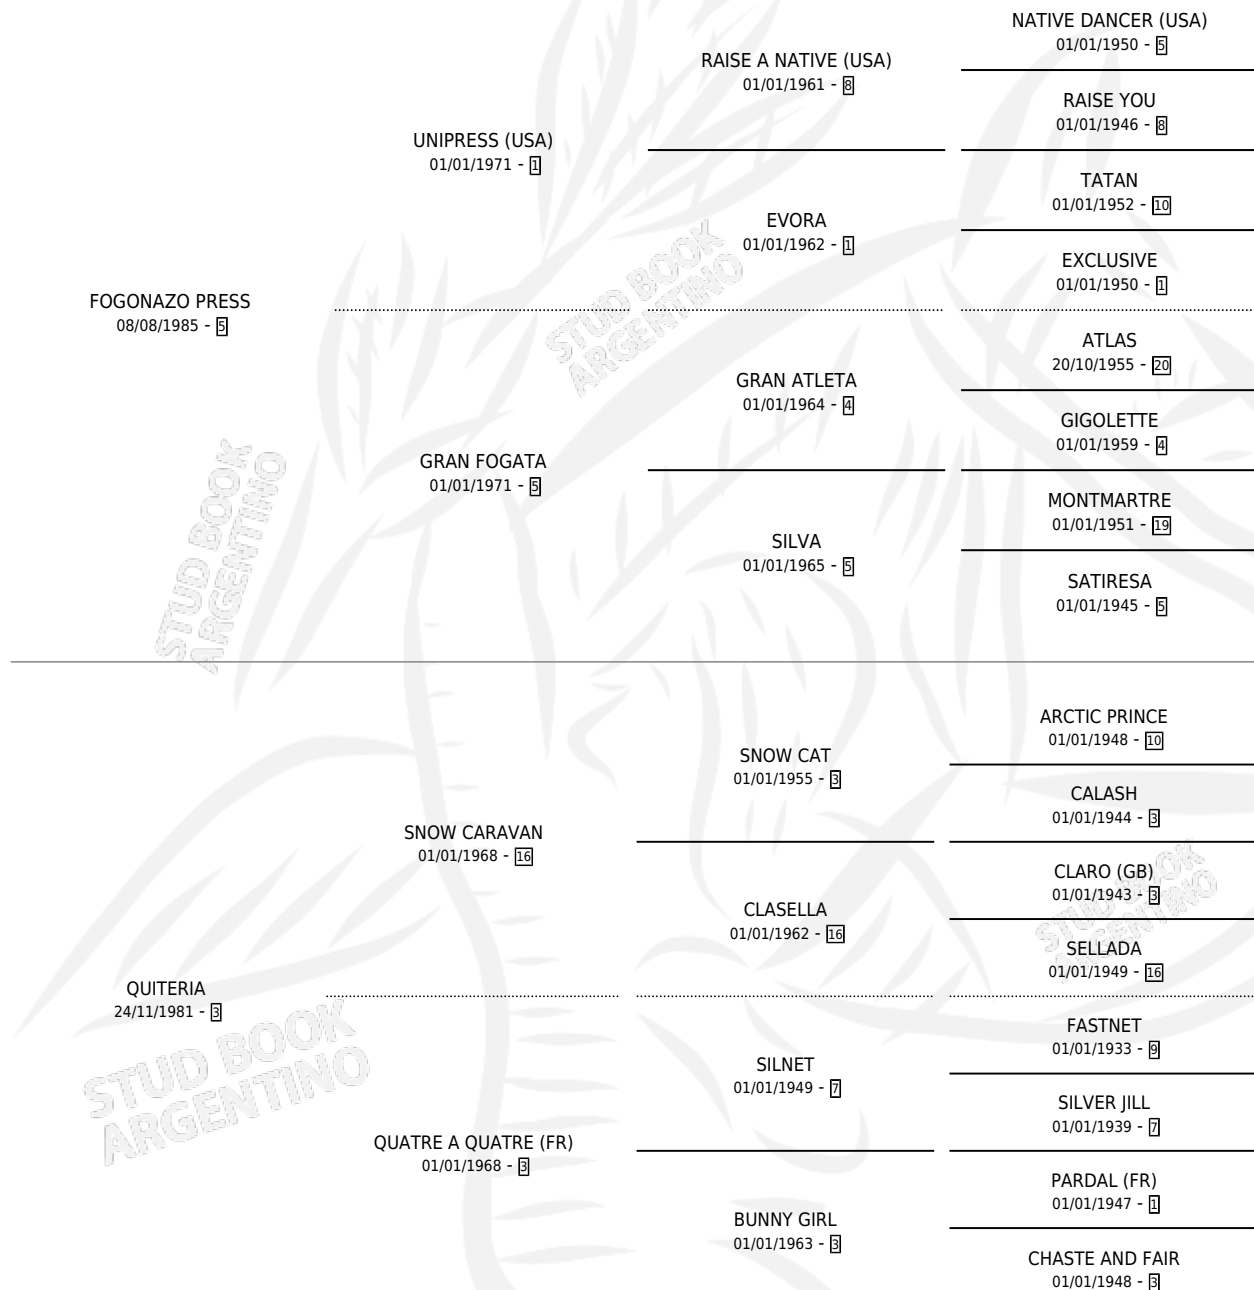 NATIVE DANCER (USA)
01/01/1950 - 5
RAISE A NATIVE (USA)
01/01/1961 - 8
RAISE YOU
01/01/1946 - 8
UNIPRESS (USA)
01/01/1971 - 1
TATAN
01/01/1952 - 10
EVORA
01/01/1962 - 1
EXCLUSIVE
01/01/1950 - 1
FOGONAZO PRESS
08/08/1985 - 5
ATLAS
20/10/1955 - 20
GRAN ATLETA
01/01/1964 - 4
GIGOLETTE
01/01/1959 - 4
GRAN FOGATA
01/01/1971 - 5
MONTMARTRE
01/01/1951 - 19
SILVA
01/01/1965 - 5
SATIRESA
01/01/1945 - 5
ARCTIC PRINCE
01/01/1948 - 10
SNOW CAT
01/01/1955 - 3
CALASH
01/01/1944 - 3
SNOW CARAVAN
01/01/1968 - 16
CLARO (GB)
01/01/1943 - 3
CLASELLA
01/01/1962 - 16
SELLADA
01/01/1949 - 16
QUITERIA
24/11/1981 - 3
FASTNET
01/01/1933 - 9
SILNET
01/01/1949 - 7
SILVER JILL
01/01/1939 - 7
QUATRE A QUATRE (FR)
01/01/1968 - 3
PARDAL (FR)
01/01/1947 - 1
BUNNY GIRL
01/01/1963 - 3
CHASTE AND FAIR
01/01/1948 - 3
STUD BOOK
ARGENTINO
STUD BOOK
ARGENTINO
STUD BOOK
ARGENTINO
STUD BOOK
ARGENTINO